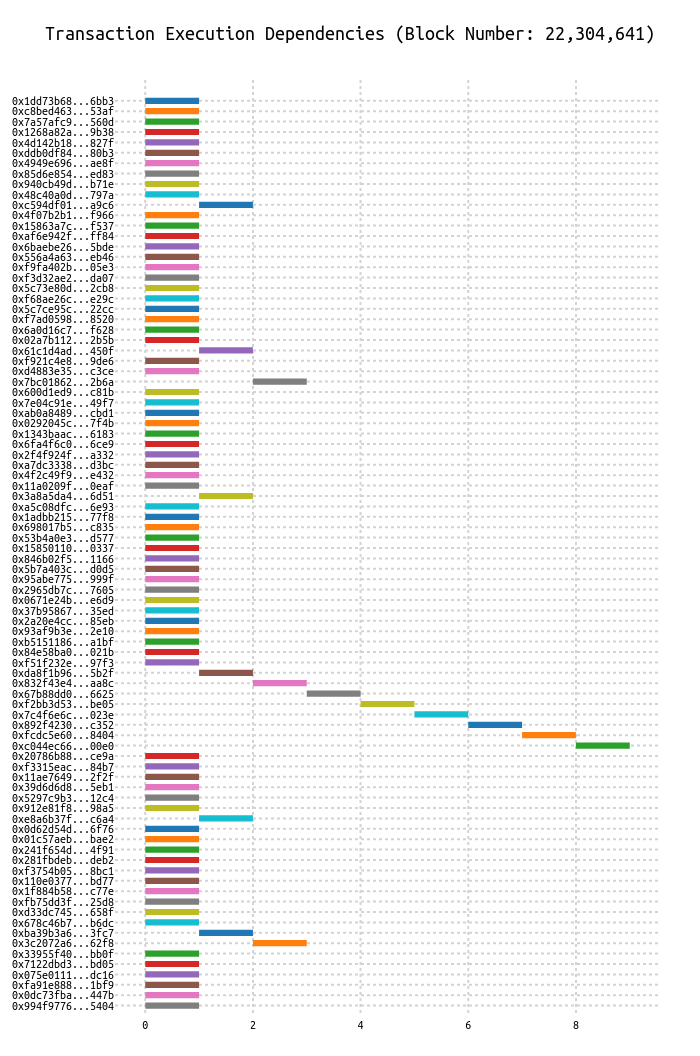 Transaction Execution Dependencies (Block Number: 22,304,641)
0x1dd73b68...6bb3
0xc8bed463...53af
0x7a57afc9...560d
0x1268a82a...9b38
0x4d142b18...827f
0xddb0df84...80b3
0x4949e696...ae8f
0x85d6e854...ed83
0x940cb49d...b71e
0x48c40a0d...797a
0xc594df01...a9c6
0x4f07b2b1...f966
0x15863a7c...f537
0xaf6e942f...ff84
0x6baebe26...5bde
0x556a4a63...eb46
0xf9fa402b...05e3
0xf3d32ae2...da07
0x5c73e80d...2cb8
0xf68ae26c...e29c
0x5c7ce95c...22cc
0xf7ad0598...8520
0x6a0d16c7...f628
0x02a7b112...2b5b
0x61c1d4ad...450f
0xf921c4e8...9de6
0xd4883e35...c3ce
0x7bc01862...2b6a
0x600d1ed9...c81b
0x7e04c91e...49f7
0xab0a8489...cbd1
0x0292045c...7f4b
0x1343baac...6183
0x6fa4f6c0...6ce9
0x2f4f924f...a332
0xa7dc3338...d3bc
0x4f2c49f9...e432
0x11a0209f...0eaf
0x3a8a5da4...6d51
0xa5c08dfc...6e93
0x1adbb215...77f8
0x698017b5...c835
0x53b4a0e3...d577
0x15850110...0337
0x846b02f5...1166
0x5b7a403c...d0d5
0x95abe775...999f
0x2965db7c...7605
0x0671e24b...e6d9
0x37b95867...35ed
0x2a20e4cc...85eb
0x93af9b3e...2e10
0xb5151186...a1bf
0x84e58ba0...021b
0xf51f232e...97f3
0xda8f1b96...5b2f
0x832f43e4...aa8c
0x67b88dd0...6625
0xf2bb3d53...be05
0x7c4f6e6c...023e
0x892f4230...c352
0xfcdc5e60...8404
0xc044ec66...00e0
0x20786b88...ce9a
0xf3315eac...84b7
0x11ae7649...2f2f
0x39d6d6d8...5eb1
0x5297c9b3...12c4
0x912e81f8...98a5
0xe8a6b37f...c6a4
0x0d62d54d...6f76
0x01c57aeb...bae2
0x241f654d...4f91
0x281fbdeb...deb2
0xf3754b05...8bc1
0x110e0373...bd77
0x1f884b58...c77e
0xfb75dd3f...25d8
0xd33dc745...658f
0x678c46b7...b6dc
0xba39b3a6...3fc7
0x3c2072a6...62f8
0x33955f40...bb0f
0x7122dbd3...bd05
0x075e0111...dc16
0xfa91e888...1bf9
0x0dc73fba...447b
0x994f9776...5404
0 2 4 6 8